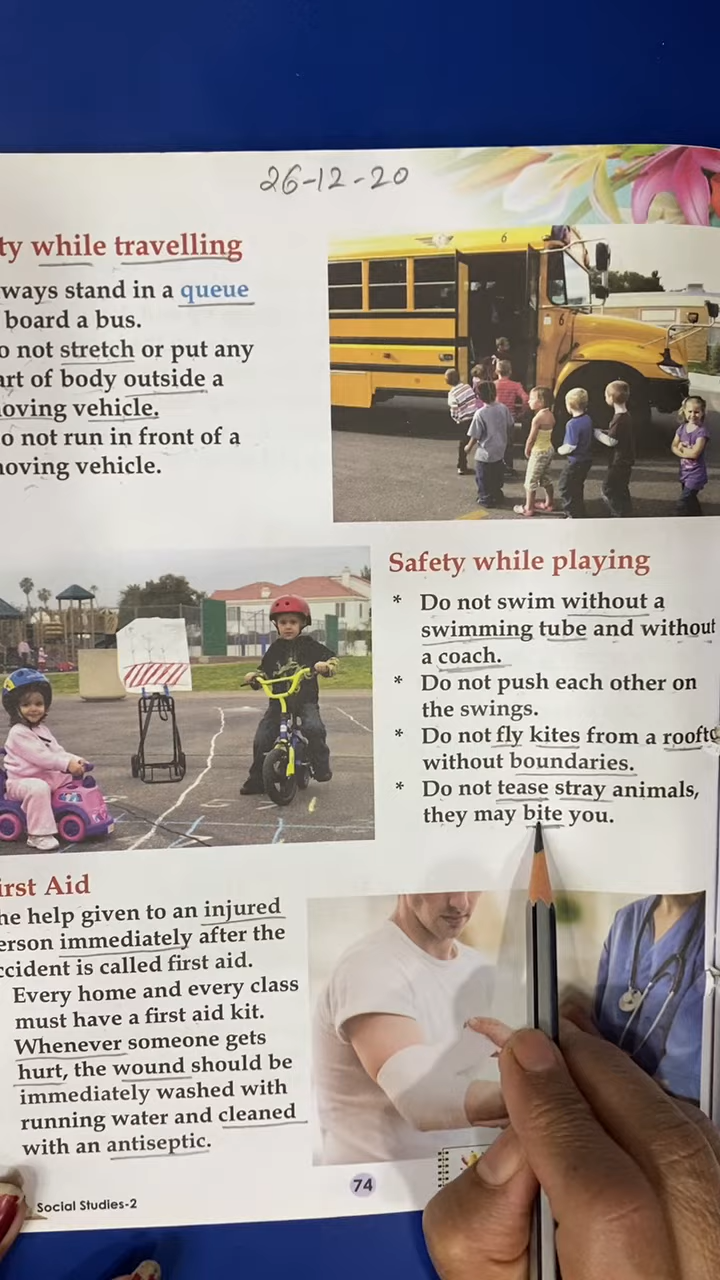 26-12-20
ty while travelling
ways stand in a queue
board a bus.
o not stretch or put any
art of body outside a
oving vehicle.
o not run in front of a
oving vehicle.
6
6
Safety while playing
* Do not swim without a
swimming tube and without
a coach.
* Do not push each other on
the swings.
* Do not fly kites from a roofto
without boundaries.
* Do not tease stray animals,
they may bite you.
irst Aid
he help given to an injured
erson immediately after the
ccident is called first aid.
Every home and every class
must have a first aid kit.
Whenever someone gets
hurt, the wound should be
immediately washed with
running water and cleaned
with an antiseptic.
Social Studies-2
74